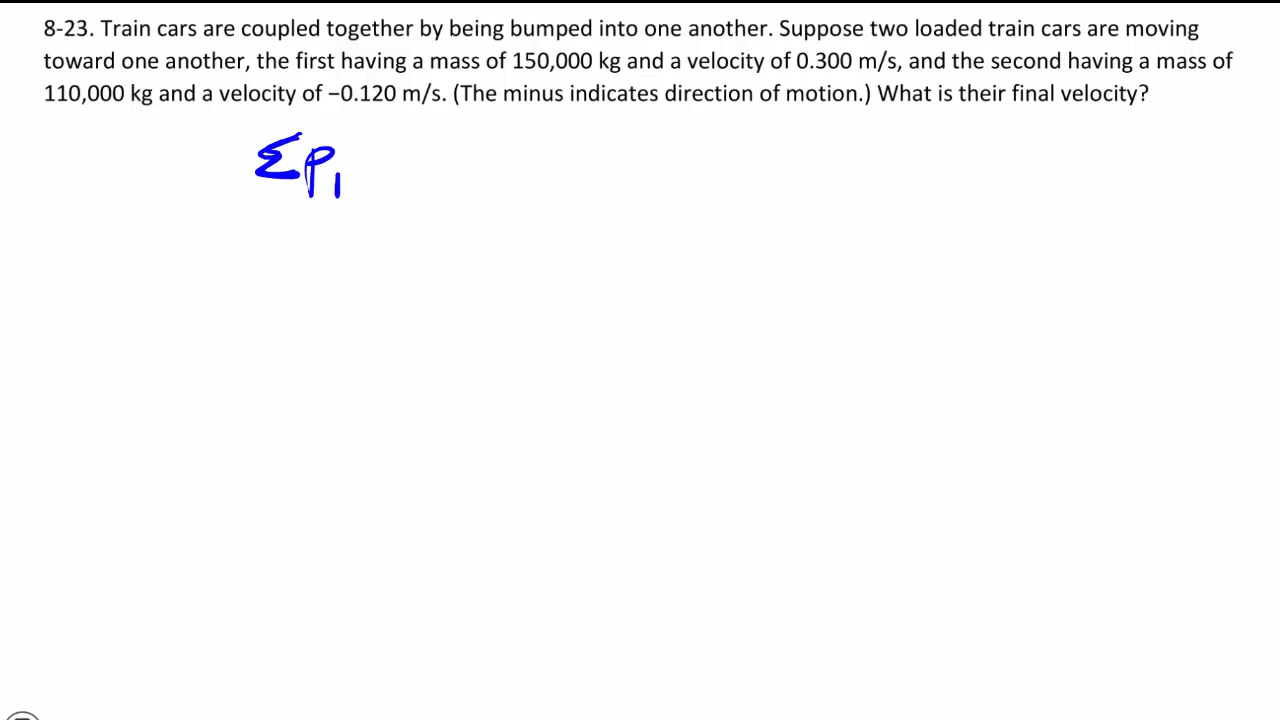 8-23. Train cars are coupled together by being bumped into one another. Suppose two loaded train cars are moving
toward one another, the first having a mass of 150,000 kg and a velocity of 0.300 m/s, and the second having a mass of
110,000 kg and a velocity of −0.120 m/s. (The minus indicates direction of motion.) What is their final velocity?
Σp₁